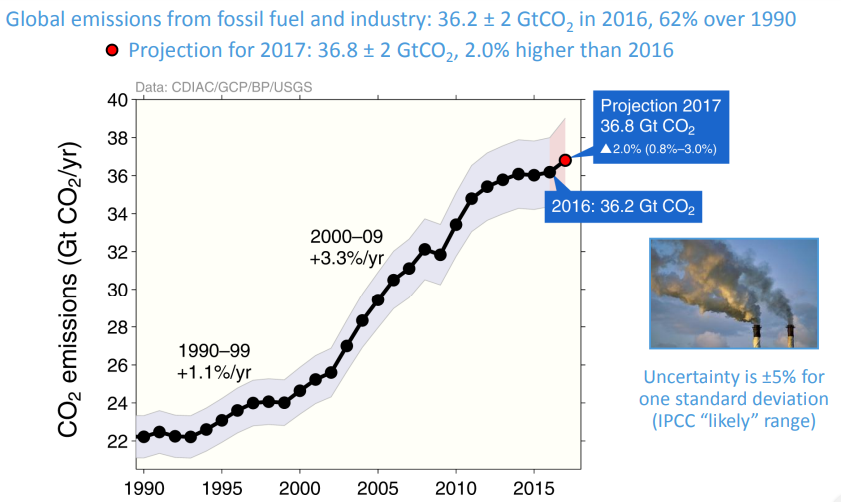 Global emissions from fossil fuel and industry: 36.2 ± 2 GtCO₂ in 2016, 62% over 1990
Projection for 2017: 36.8 ± 2 GtCO₂, 2.0% higher than 2016
Data: CDIAC/GCP/BP/USGS
CO₂ emissions (Gt CO₂/yr)
40
38
36
34
32
30
28
26
24
22
1990
1995
2000
2005
2010
2015
1990–99
+1.1%/yr
2000–09
+3.3%/yr
Projection 2017
36.8 Gt CO₂
▲2.0% (0.8%–3.0%)
2016: 36.2 Gt CO₂
Uncertainty is ±5% for
one standard deviation
(IPCC “likely” range)